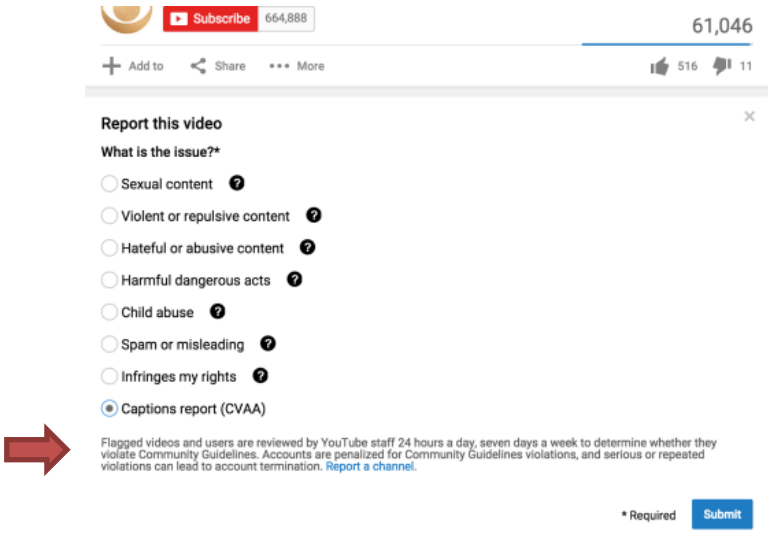 Subscribe 664,888
61,046
Add to Share More 516 11
Report this video
What is the issue?*
Sexual content ?
Violent or repulsive content ?
Hateful or abusive content ?
Harmful dangerous acts ?
Child abuse ?
Spam or misleading ?
Infringes my rights ?
Captions report (CVAA)
Flagged videos and users are reviewed by YouTube staff 24 hours a day, seven days a week to determine whether they
violate Community Guidelines. Accounts are penalized for Community Guidelines violations, and serious or repeated
violations can lead to account termination. Report a channel.
* Required Submit